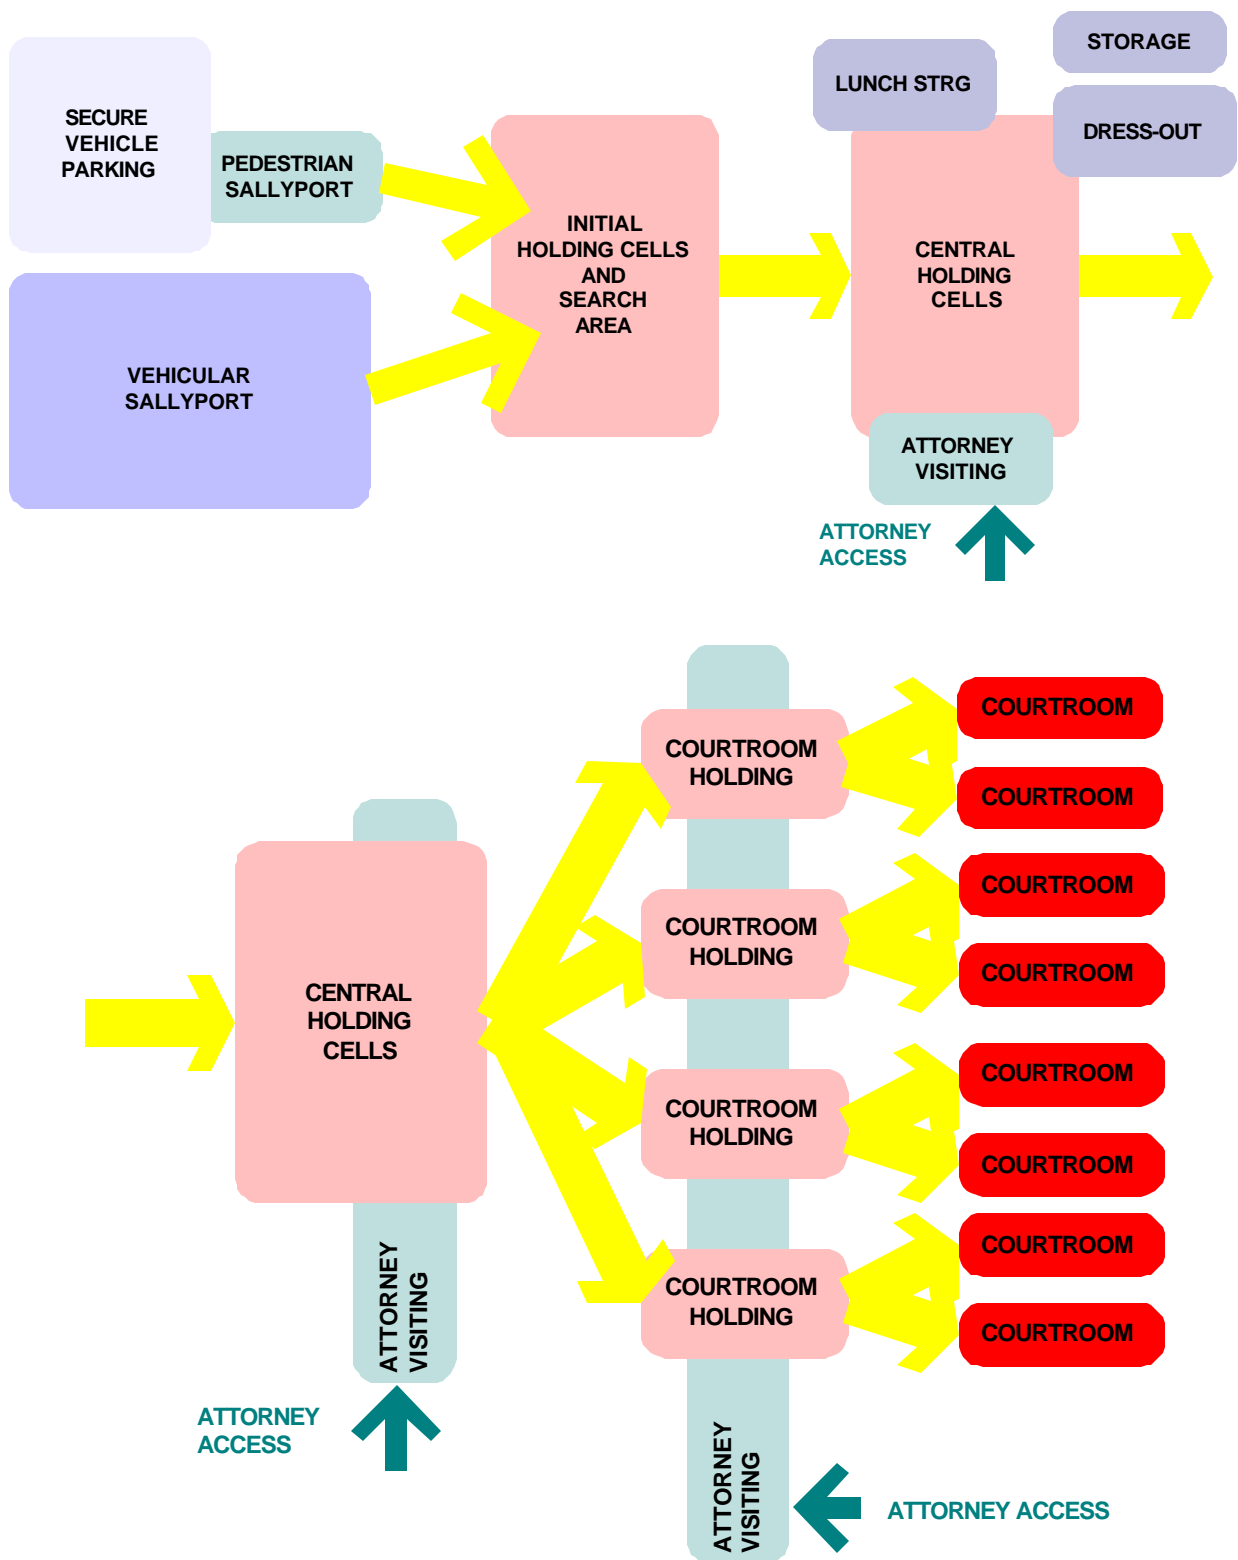 SECURE
VEHICLE
PARKING
PEDESTRIAN
SALLYPORT
VEHICULAR
SALLYPORT
INITIAL
HOLDING CELLS
AND
SEARCH
AREA
LUNCH STRG
STORAGE
DRESS-OUT
CENTRAL
HOLDING
CELLS
ATTORNEY
VISITING
ATTORNEY
ACCESS
CENTRAL
HOLDING
CELLS
ATTORNEY
VISITING
ATTORNEY
ACCESS
COURTROOM
HOLDING
COURTROOM
COURTROOM
COURTROOM
HOLDING
COURTROOM
COURTROOM
COURTROOM
HOLDING
COURTROOM
COURTROOM
COURTROOM
HOLDING
COURTROOM
COURTROOM
ATTORNEY
VISITING
ATTORNEY ACCESS